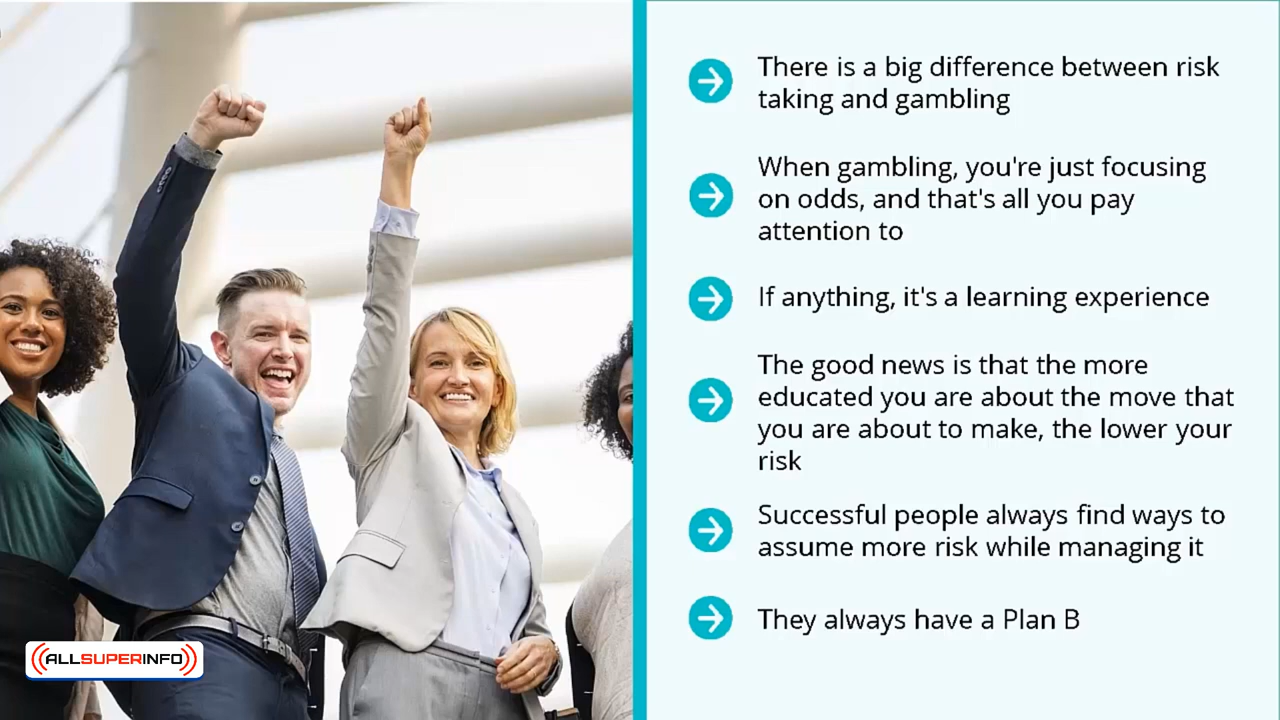 There is a big difference between risk
taking and gambling
When gambling, you're just focusing
on odds, and that's all you pay
attention to
If anything, it's a learning experience
The good news is that the more
educated you are about the move that
you are about to make, the lower your
risk
Successful people always find ways to
assume more risk while managing it
They always have a Plan B
ALLSUPERINFO